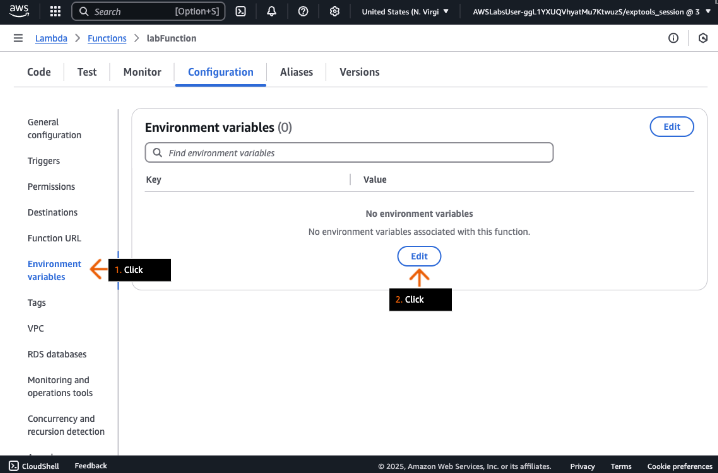 aws
Search [Option+S] United States (N. Virgi AWSLabsUser-ggL1YXUQVhyatMu7KtwuzS/exptools_session @ 3
Lambda > Functions > labFunction
Code Test Monitor Configuration Aliases Versions
General
configuration
Triggers
Permissions
Destinations
Function URL
Environment
variables
Tags
VPC
RDS databases
Monitoring and
operations tools
Concurrency and
recursion detection
Environment variables (0) Edit
Find environment variables
Key Value
No environment variables
No environment variables associated with this function.
Edit
1. Click
2. Click
CloudShell Feedback © 2025, Amazon Web Services, Inc. or its affiliates. Privacy Terms Cookie preferences